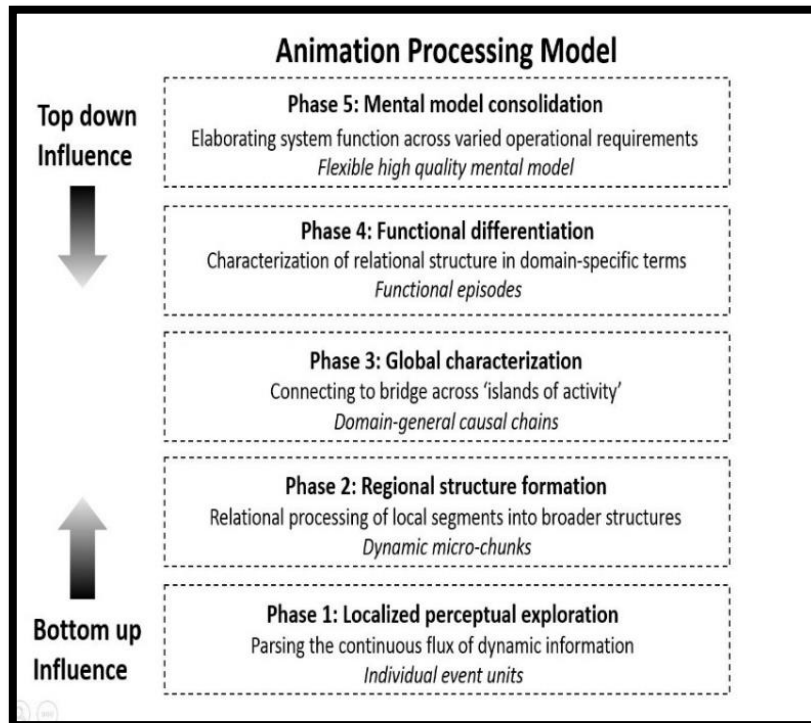 Animation Processing Model
Top down
Influence
Phase 5: Mental model consolidation
Elaborating system function across varied operational requirements
Flexible high quality mental model
Phase 4: Functional differentiation
Characterization of relational structure in domain-specific terms
Functional episodes
Phase 3: Global characterization
Connecting to bridge across ‘islands of activity’
Domain-general causal chains
Phase 2: Regional structure formation
Relational processing of local segments into broader structures
Dynamic micro-chunks
Phase 1: Localized perceptual exploration
Parsing the continuous flux of dynamic information
Individual event units
Bottom up
Influence